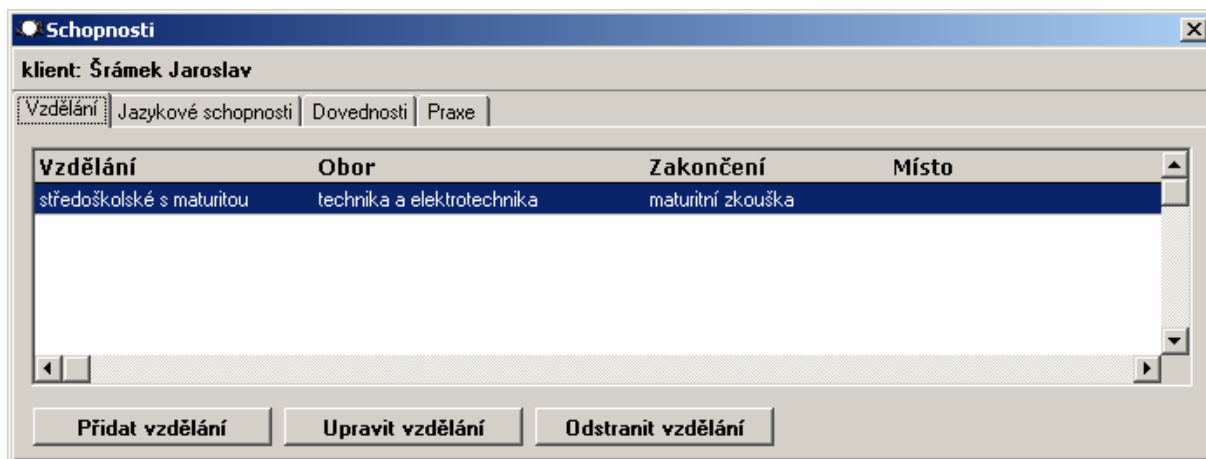 Schopnosti
klient: Šrámek Jaroslav
Vzdělání Jazykové schopnosti Dovednosti Praxe
Vzdělání Obor Zakončení Místo
středoškolské s maturitou technika a elektrotechnika maturitní zkouška
Přidat vzdělání Upravit vzdělání Odstranit vzdělání